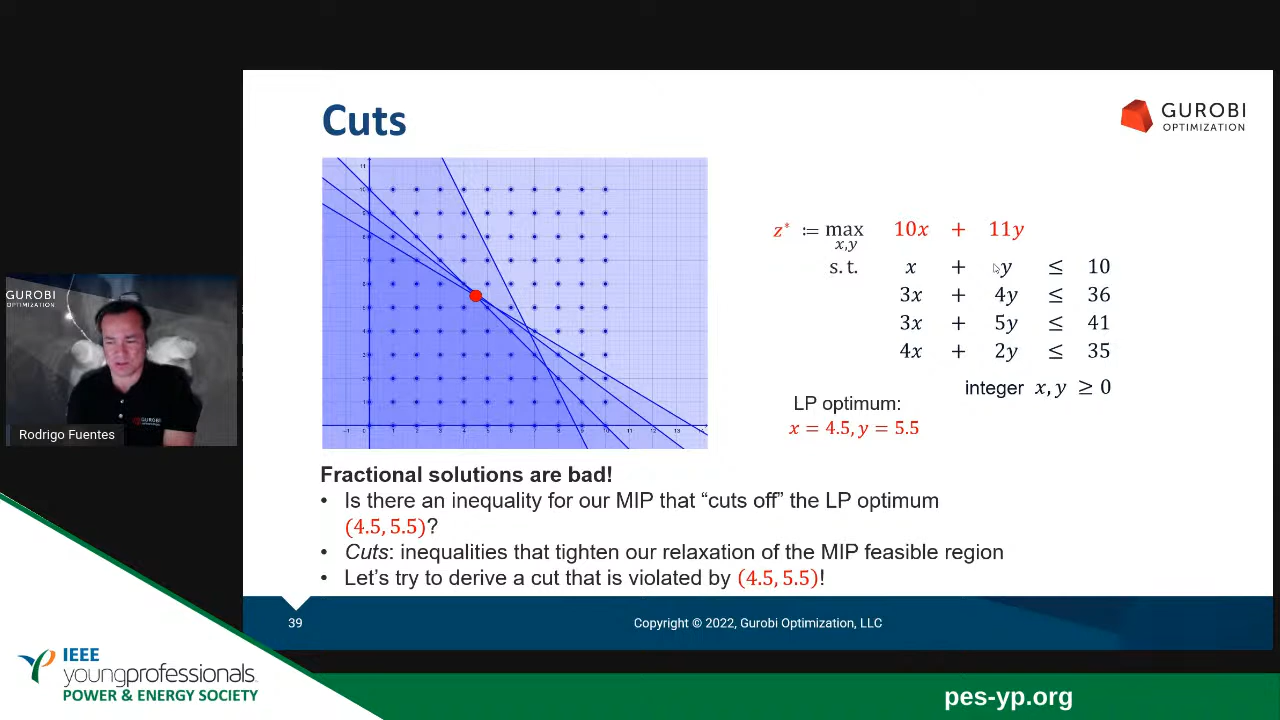 Cuts
GUROBI
OPTIMIZATION
z* := max 10x + 11y
x,y
s.t. x + y ≤ 10
3x + 4y ≤ 36
3x + 5y ≤ 41
4x + 2y ≤ 35
integer x, y ≥ 0
LP optimum:
x = 4.5, y = 5.5
GUROBI
OPTIMIZATION
Rodrigo Fuentes
Fractional solutions are bad!
• Is there an inequality for our MIP that “cuts off” the LP optimum
(4.5, 5.5)?
• Cuts: inequalities that tighten our relaxation of the MIP feasible region
• Let’s try to derive a cut that is violated by (4.5, 5.5)!
39
Copyright © 2022, Gurobi Optimization, LLC
IEEE
youngprofessionals
POWER & ENERGY SOCIETY
pes-yp.org